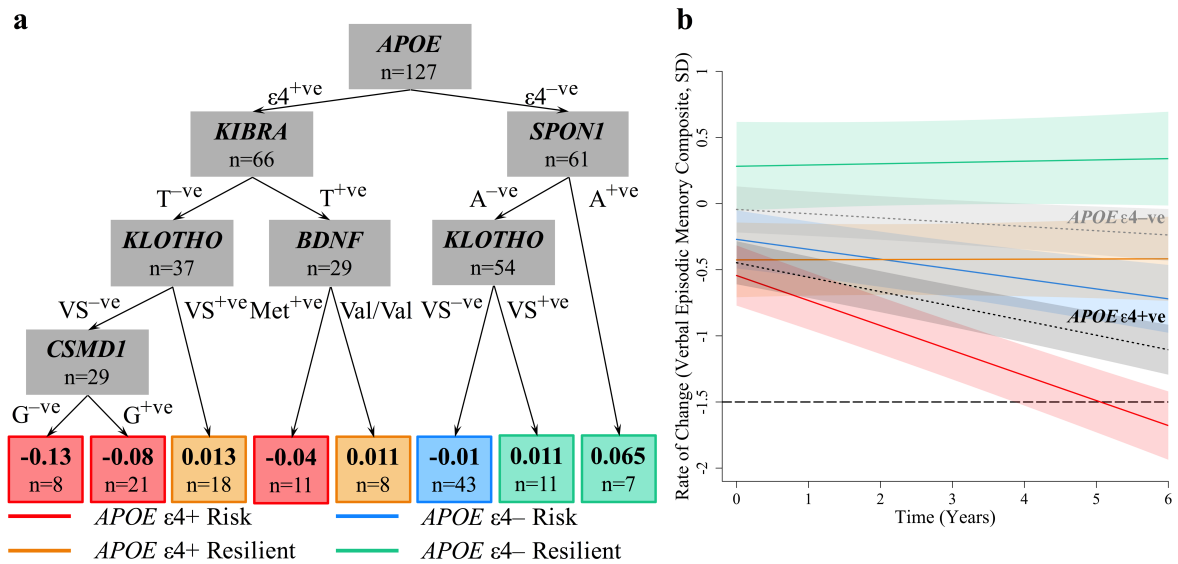 a
APOE
n=127
ε4+ve
ε4−ve
KIBRA
n=66
SPON1
n=61
T−ve
T+ve
A−ve
A+ve
KLOTHO
n=37
BDNF
n=29
KLOTHO
n=54
VS−ve
VS+ve
Met+ve
Val/Val
VS−ve
VS+ve
CSMD1
n=29
G−ve
G+ve
-0.13
n=8
-0.08
n=21
0.013
n=18
-0.04
n=11
0.011
n=8
-0.01
n=43
0.011
n=11
0.065
n=7
APOE ε4+ Risk
APOE ε4− Risk
APOE ε4+ Resilient
APOE ε4− Resilient
b
Rate of Change (Verbal Episodic Memory Composite, SD)
1
0.5
0
-0.5
-1
-1.5
-2
APOE ε4−ve
APOE ε4+ve
0 1 2 3 4 5 6
Time (Years)